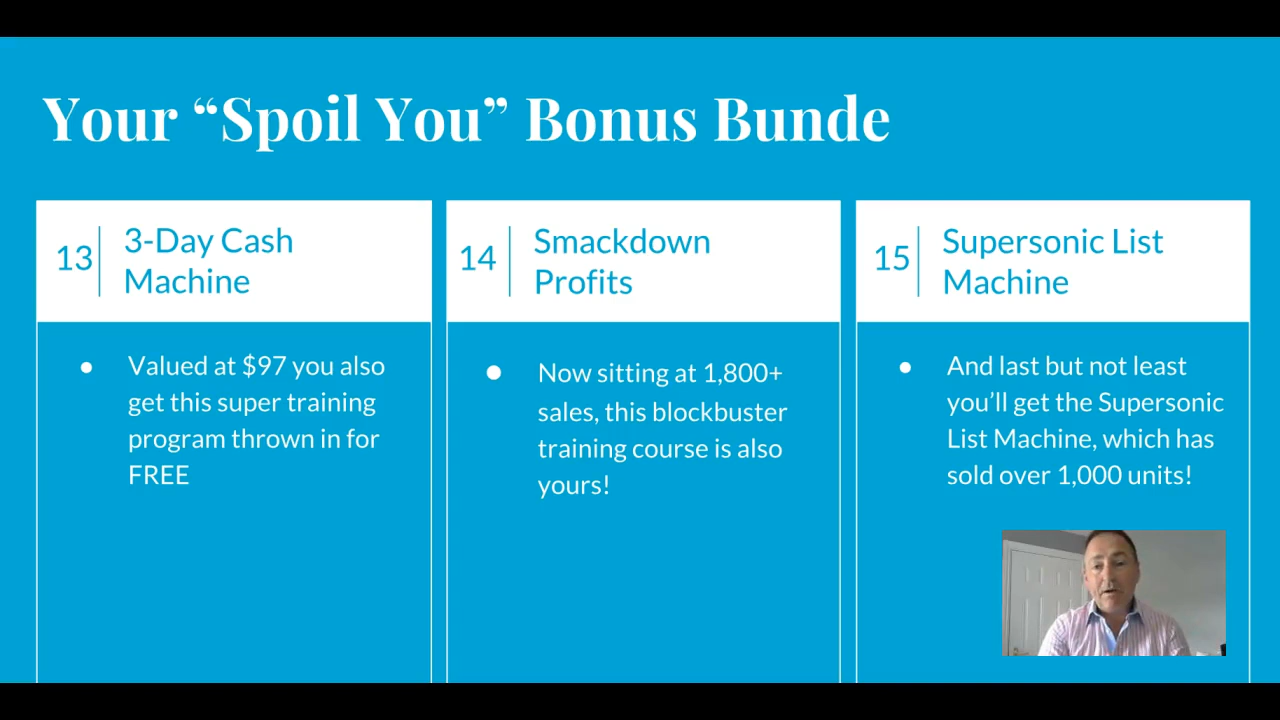 Your “Spoil You” Bonus Bunde
13
3-Day Cash
Machine
Valued at $97 you also
get this super training
program thrown in for
FREE
14
Smackdown
Profits
Now sitting at 1,800+
sales, this blockbuster
training course is also
yours!
15
Supersonic List
Machine
And last but not least
you’ll get the Supersonic
List Machine, which has
sold over 1,000 units!